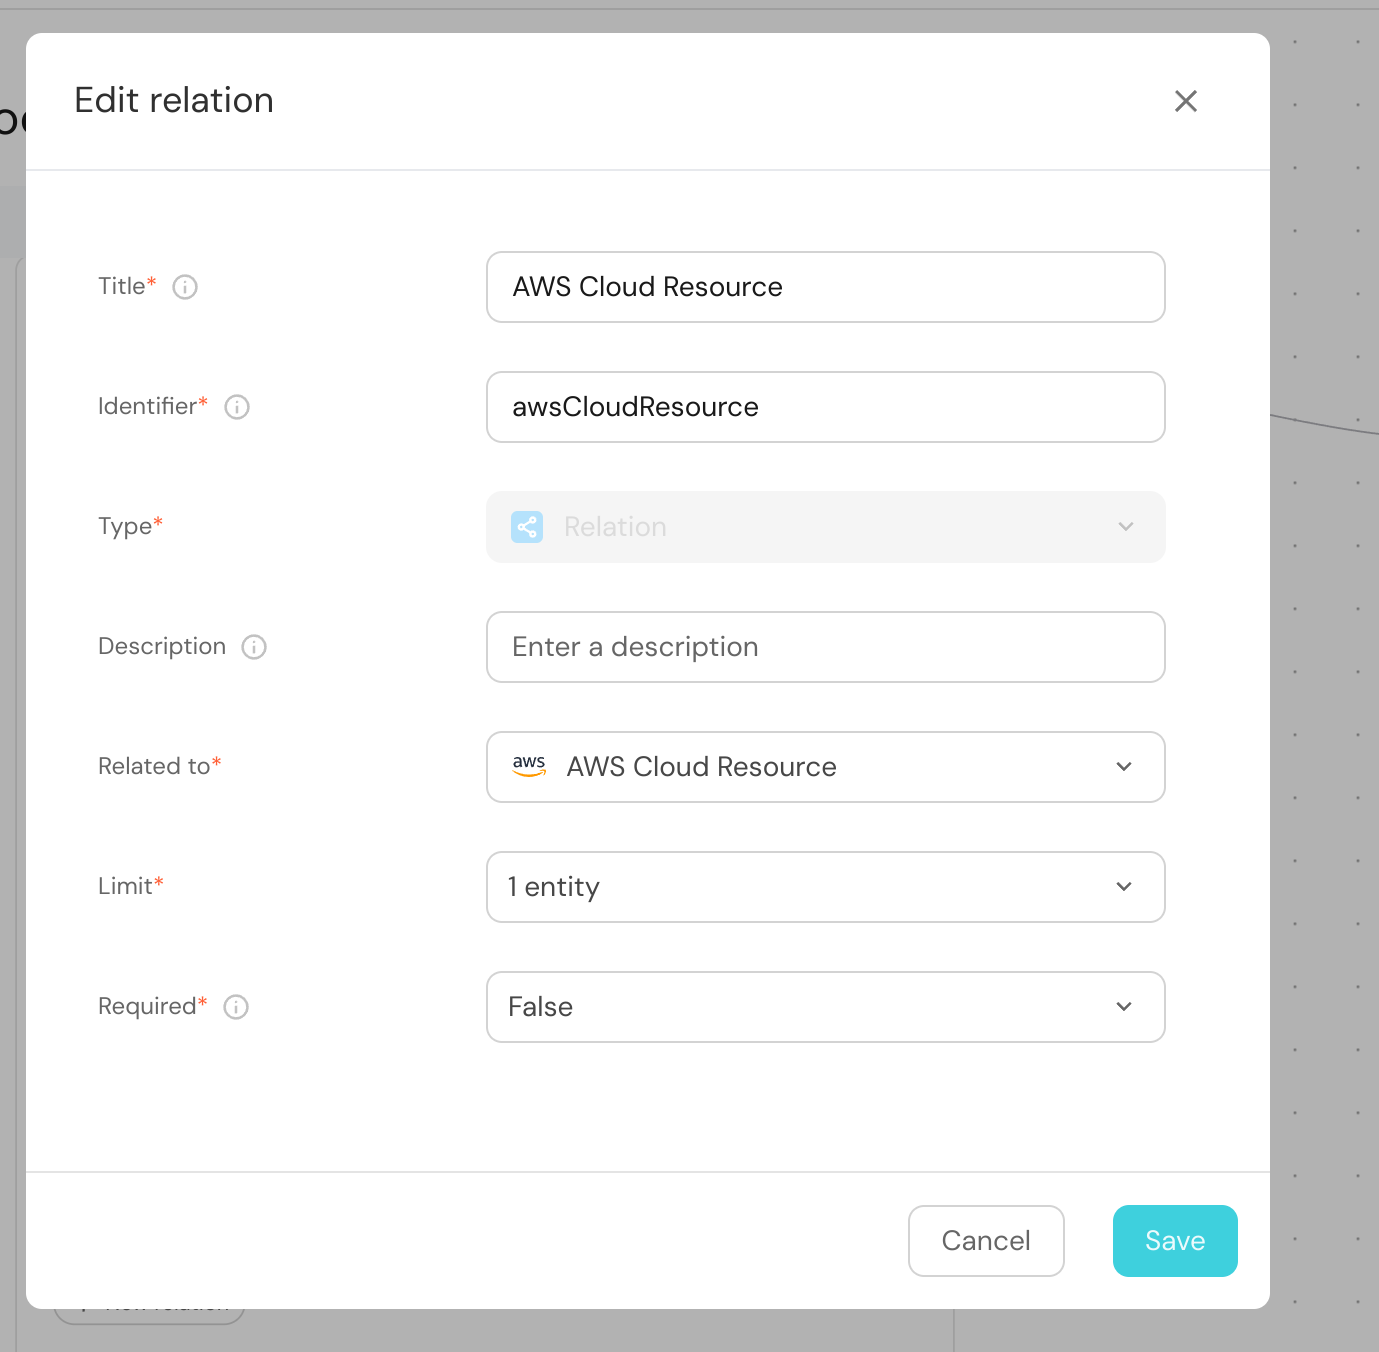 Edit relation
Title*
AWS Cloud Resource
Identifier*
awsCloudResource
Type*
Relation
Description
Enter a description
Related to*
aws AWS Cloud Resource
Limit*
1 entity
Required*
False
Cancel Save